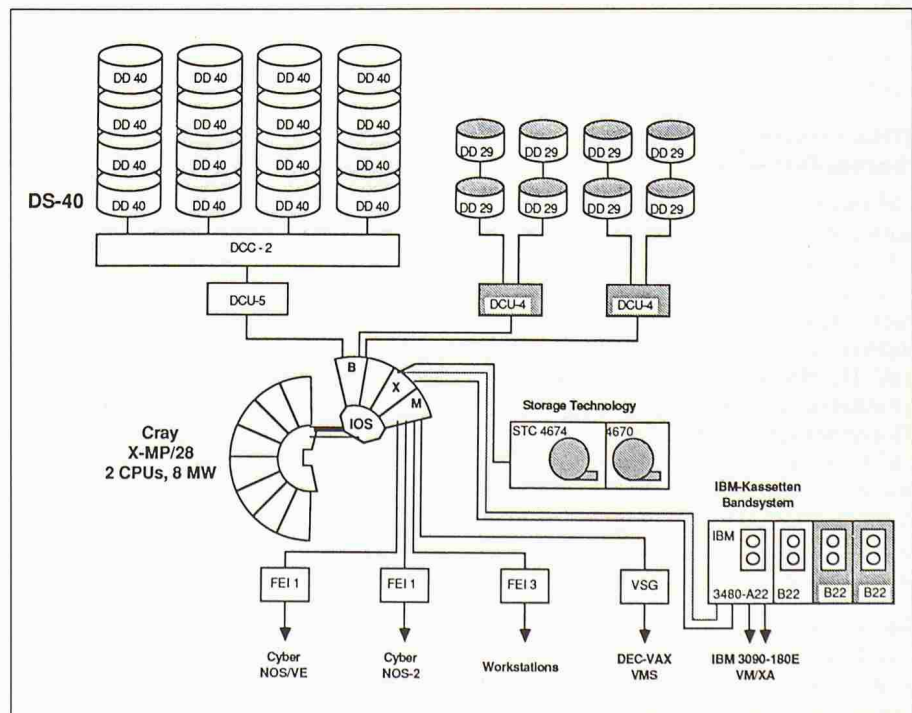 DD 40 DD 40 DD 40 DD 40
DD 40 DD 40 DD 40 DD 40
DD 40 DD 40 DD 40 DD 40
DD 40 DD 40 DD 40 DD 40
DS-40
DCC - 2
DCU-5
DD 29 DD 29 DD 29 DD 29
DD 29 DD 29 DD 29 DD 29
DCU-4 DCU-4
B
X
M
IOS
Cray
X-MP/28
2 CPUs, 8 MW
Storage Technology
STC 4674 4670
IBM-Kassetten
Bandsystem
IBM
3480-A22 B22 B22 B22
FEI 1 FEI 1 FEI 3 VSG
Cyber
NOS/VE
Cyber
NOS-2
Workstations
DEC-VAX
VMS
IBM 3090-180E
VM/XA